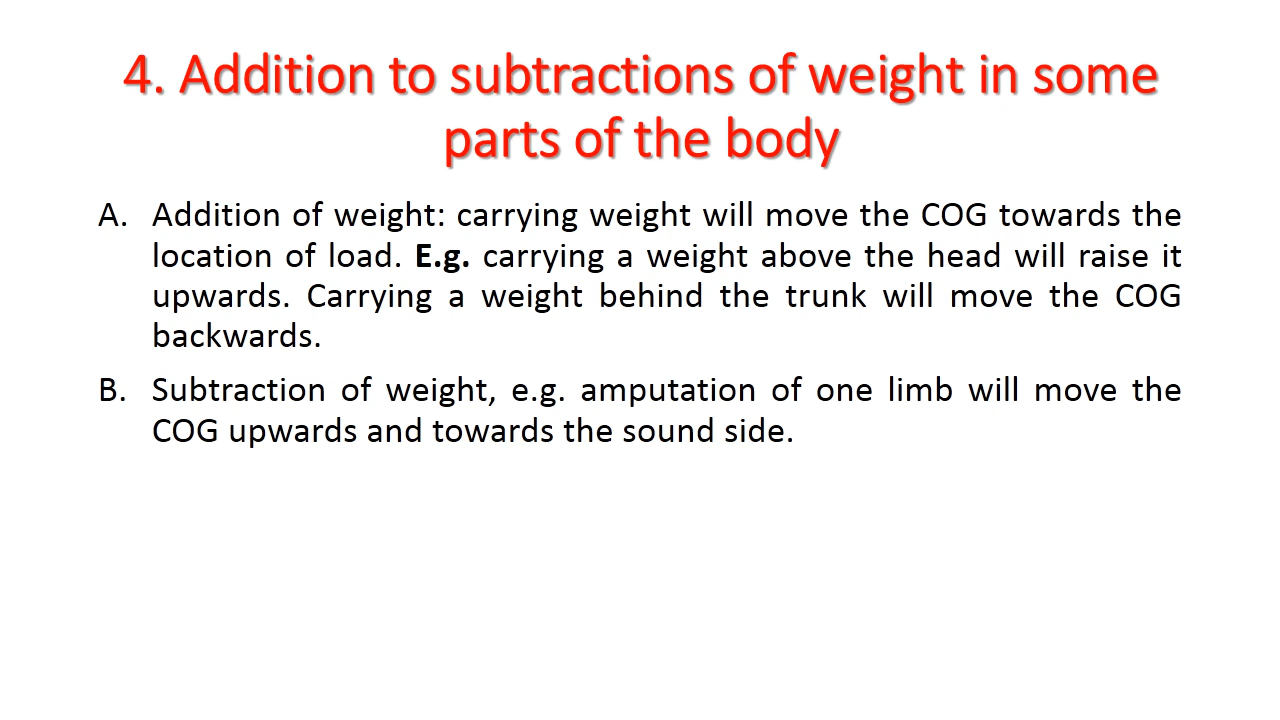 4. Addition to subtractions of weight in some
parts of the body
A. Addition of weight: carrying weight will move the COG towards the
location of load. E.g. carrying a weight above the head will raise it
upwards. Carrying a weight behind the trunk will move the COG
backwards.
B. Subtraction of weight, e.g. amputation of one limb will move the
COG upwards and towards the sound side.